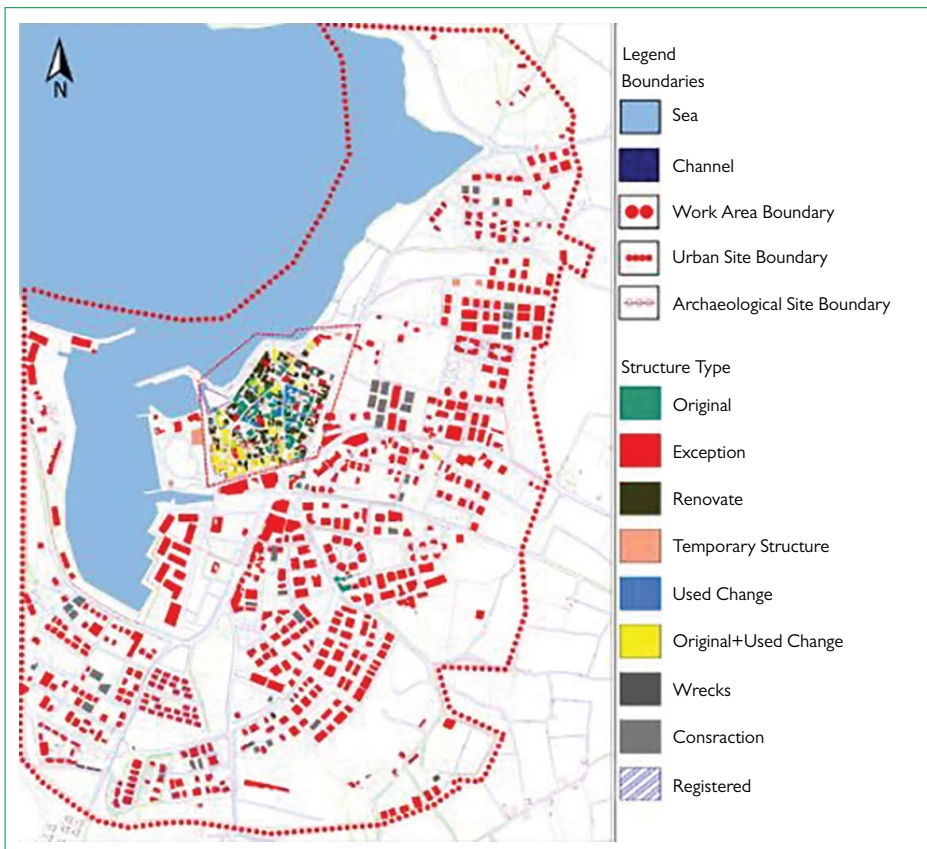 N
Legend
Boundaries
Sea
Channel
Work Area Boundary
Urban Site Boundary
Archaeological Site Boundary
Structure Type
Original
Exception
Renovate
Temporary Structure
Used Change
Original+Used Change
Wrecks
Consraction
Registered